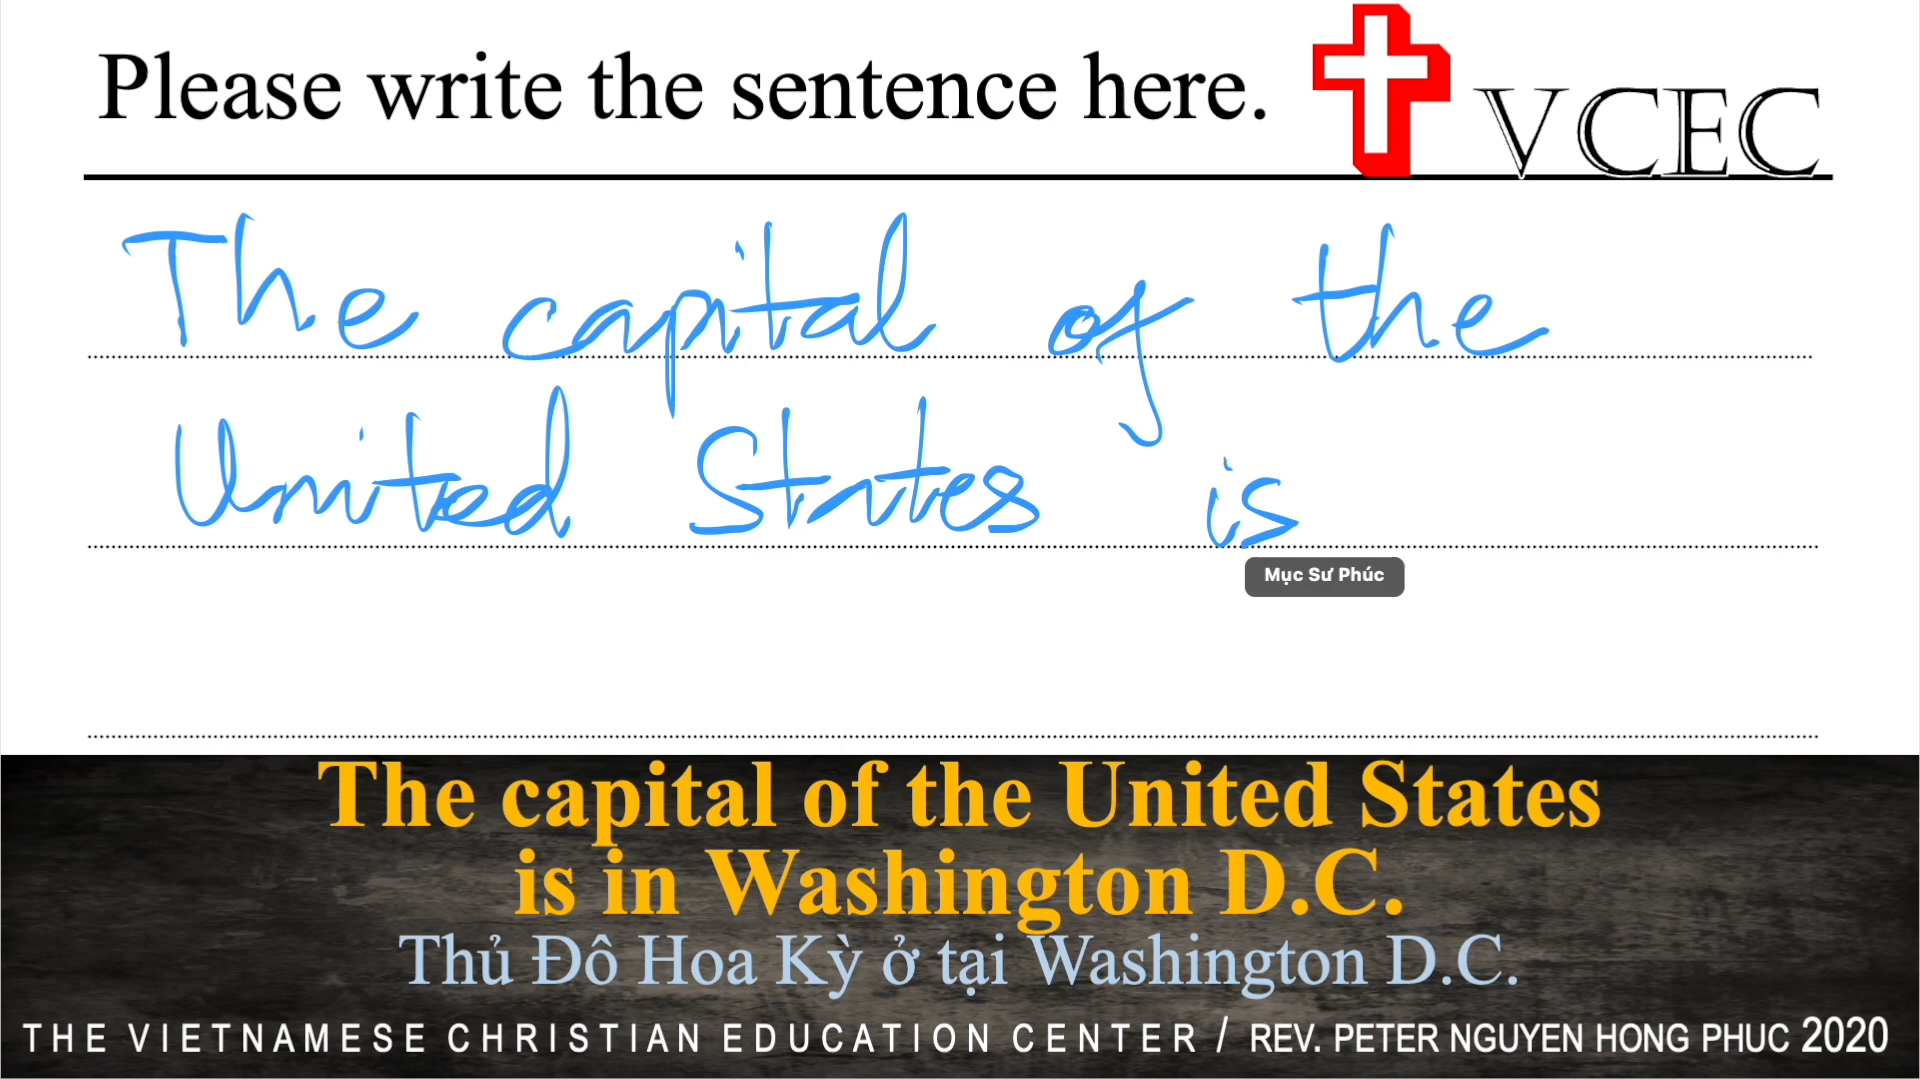 Please write the sentence here.
VCEC
The capital of the
United States is
Mục Sư Phúc
The capital of the United States
is in Washington D.C.
Thủ Đô Hoa Kỳ ở tại Washington D.C.
THE VIETNAMESE CHRISTIAN EDUCATION CENTER / REV. PETER NGUYEN HONG PHUC 2020